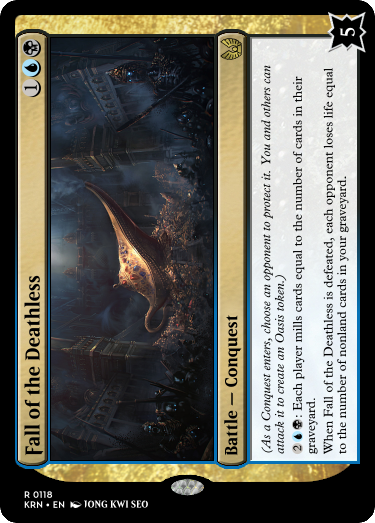 Fall of the Deathless 1
Battle — Conquest
(As a Conquest enters, choose an opponent to protect it. You and others can
attack it to create an Oasis token.)
2: Each player mills cards equal to the number of cards in their
graveyard.
When Fall of the Deathless is defeated, each opponent loses life equal
to the number of nonland cards in your graveyard.
5
R 0118
KRN • EN JONG KWI SEO